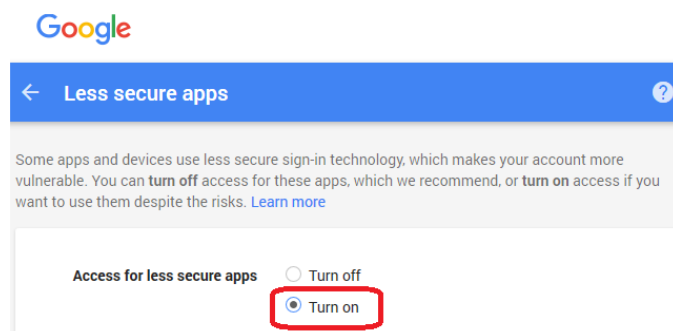 Google
Less secure apps
Some apps and devices use less secure sign-in technology, which makes your account more
vulnerable. You can turn off access for these apps, which we recommend, or turn on access if you
want to use them despite the risks. Learn more
Access for less secure apps Turn off
Turn on